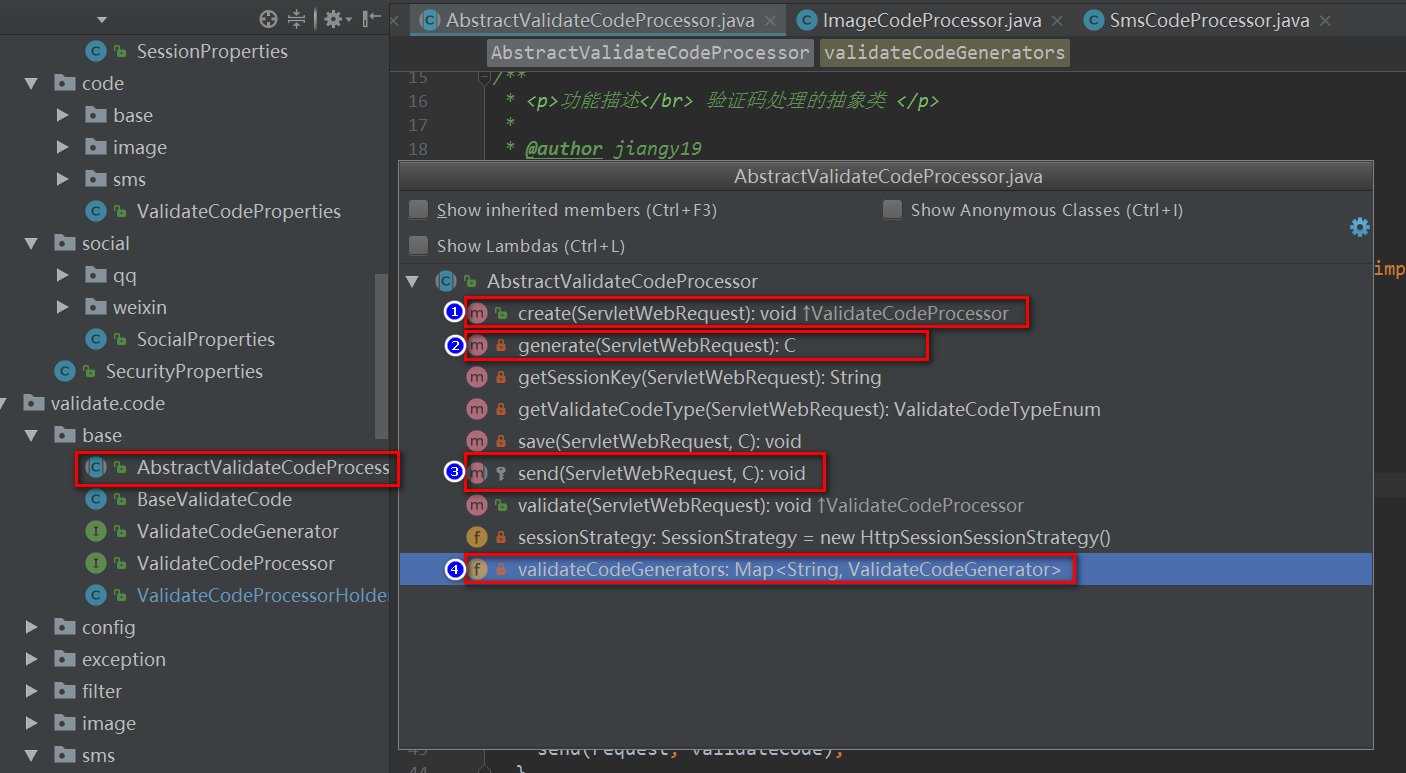 AbstractValidateCodeProcessor.java
ImageCodeProcessor.java
SmsCodeProcessor.java
AbstractValidateCodeProcessor
validateCodeGenerators
SessionProperties
code
base
image
sms
ValidateCodeProperties
social
qq
weixin
SocialProperties
SecurityProperties
validate.code
base
AbstractValidateCodeProcess
BaseValidateCode
ValidateCodeGenerator
ValidateCodeProcessor
ValidateCodeProcessorHolde
config
exception
filter
image
sms
15 /**
16 * <p>功能描述</br> 验证码处理的抽象类 </p>
17 *
18 * @author jiangy19
AbstractValidateCodeProcessor.java
Show inherited members (Ctrl+F3)
Show Anonymous Classes (Ctrl+I)
Show Lambdas (Ctrl+L)
imp
AbstractValidateCodeProcessor
1 m create(ServletWebRequest): void ↑ValidateCodeProcessor
2 m generate(ServletWebRequest): C
m getSessionKey(ServletWebRequest): String
m getValidateCodeType(ServletWebRequest): ValidateCodeTypeEnum
m save(ServletWebRequest, C): void
3 m send(ServletWebRequest, C): void
m validate(ServletWebRequest): void ↑ValidateCodeProcessor
f sessionStrategy: SessionStrategy = new HttpSessionSessionStrategy()
4 f validateCodeGenerators: Map<String, ValidateCodeGenerator>
send(request, validateCode);
44 }